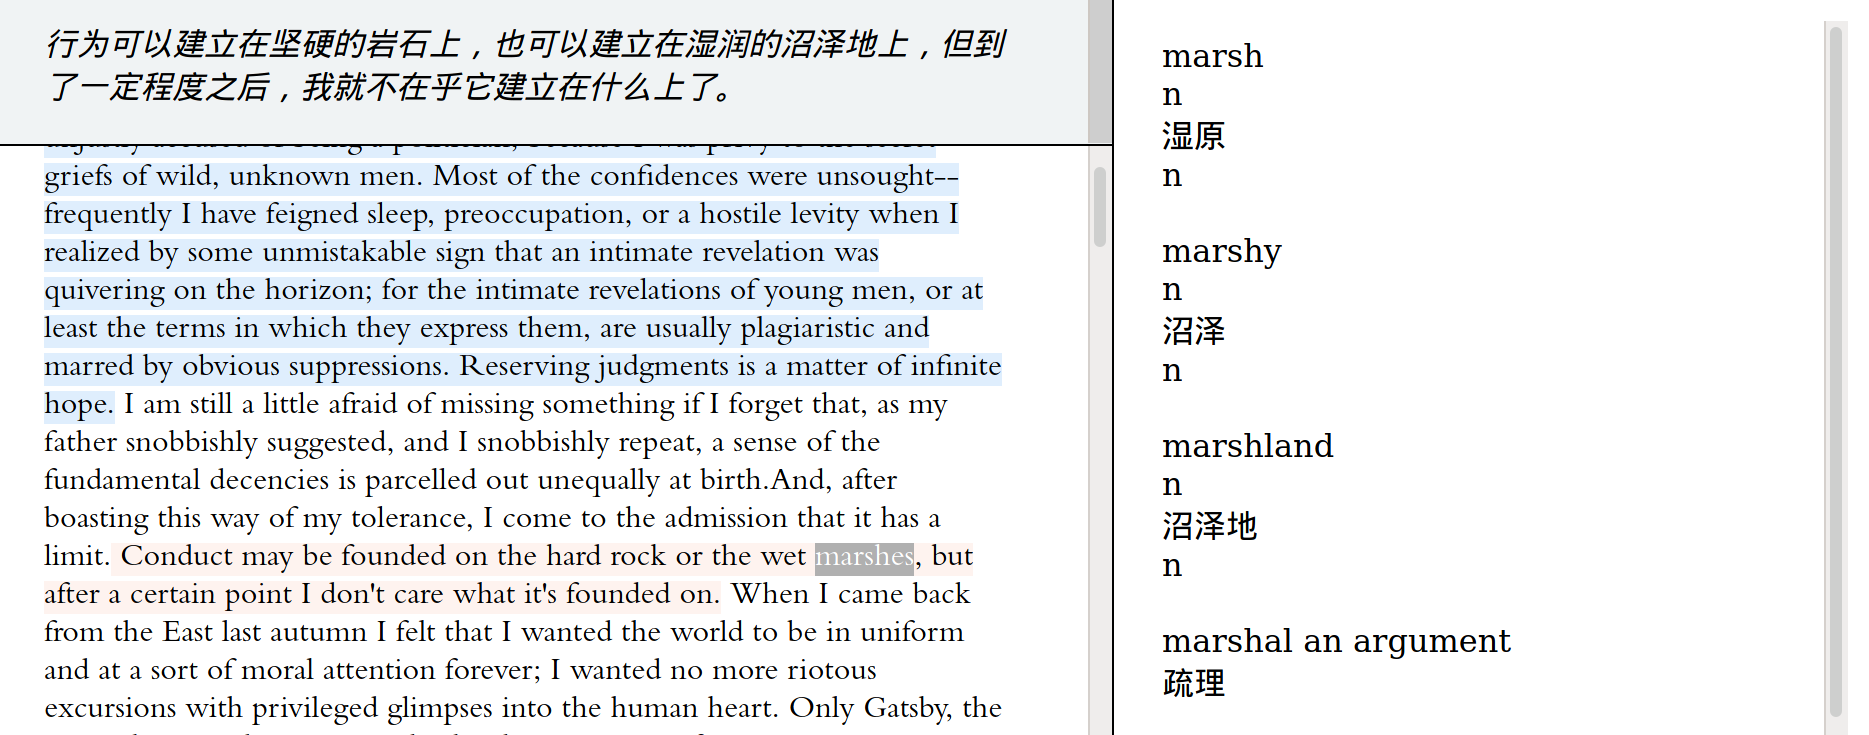 行为可以建立在坚硬的岩石上，也可以建立在湿润的沼泽地上，但到
了一定程度之后，我就不在乎它建立在什么上了。
griefs of wild, unknown men. Most of the confidences were unsought--
frequently I have feigned sleep, preoccupation, or a hostile levity when I
realized by some unmistakable sign that an intimate revelation was
quivering on the horizon; for the intimate revelations of young men, or at
least the terms in which they express them, are usually plagiaristic and
marred by obvious suppressions. Reserving judgments is a matter of infinite
hope. I am still a little afraid of missing something if I forget that, as my
father snobbishly suggested, and I snobbishly repeat, a sense of the
fundamental decencies is parcelled out unequally at birth.And, after
boasting this way of my tolerance, I come to the admission that it has a
limit. Conduct may be founded on the hard rock or the wet marshes, but
after a certain point I don't care what it's founded on. When I came back
from the East last autumn I felt that I wanted the world to be in uniform
and at a sort of moral attention forever; I wanted no more riotous
excursions with privileged glimpses into the human heart. Only Gatsby, the
marsh
n
湿原
n
marshy
n
沼泽
n
marshland
n
沼泽地
n
marshal an argument
疏理